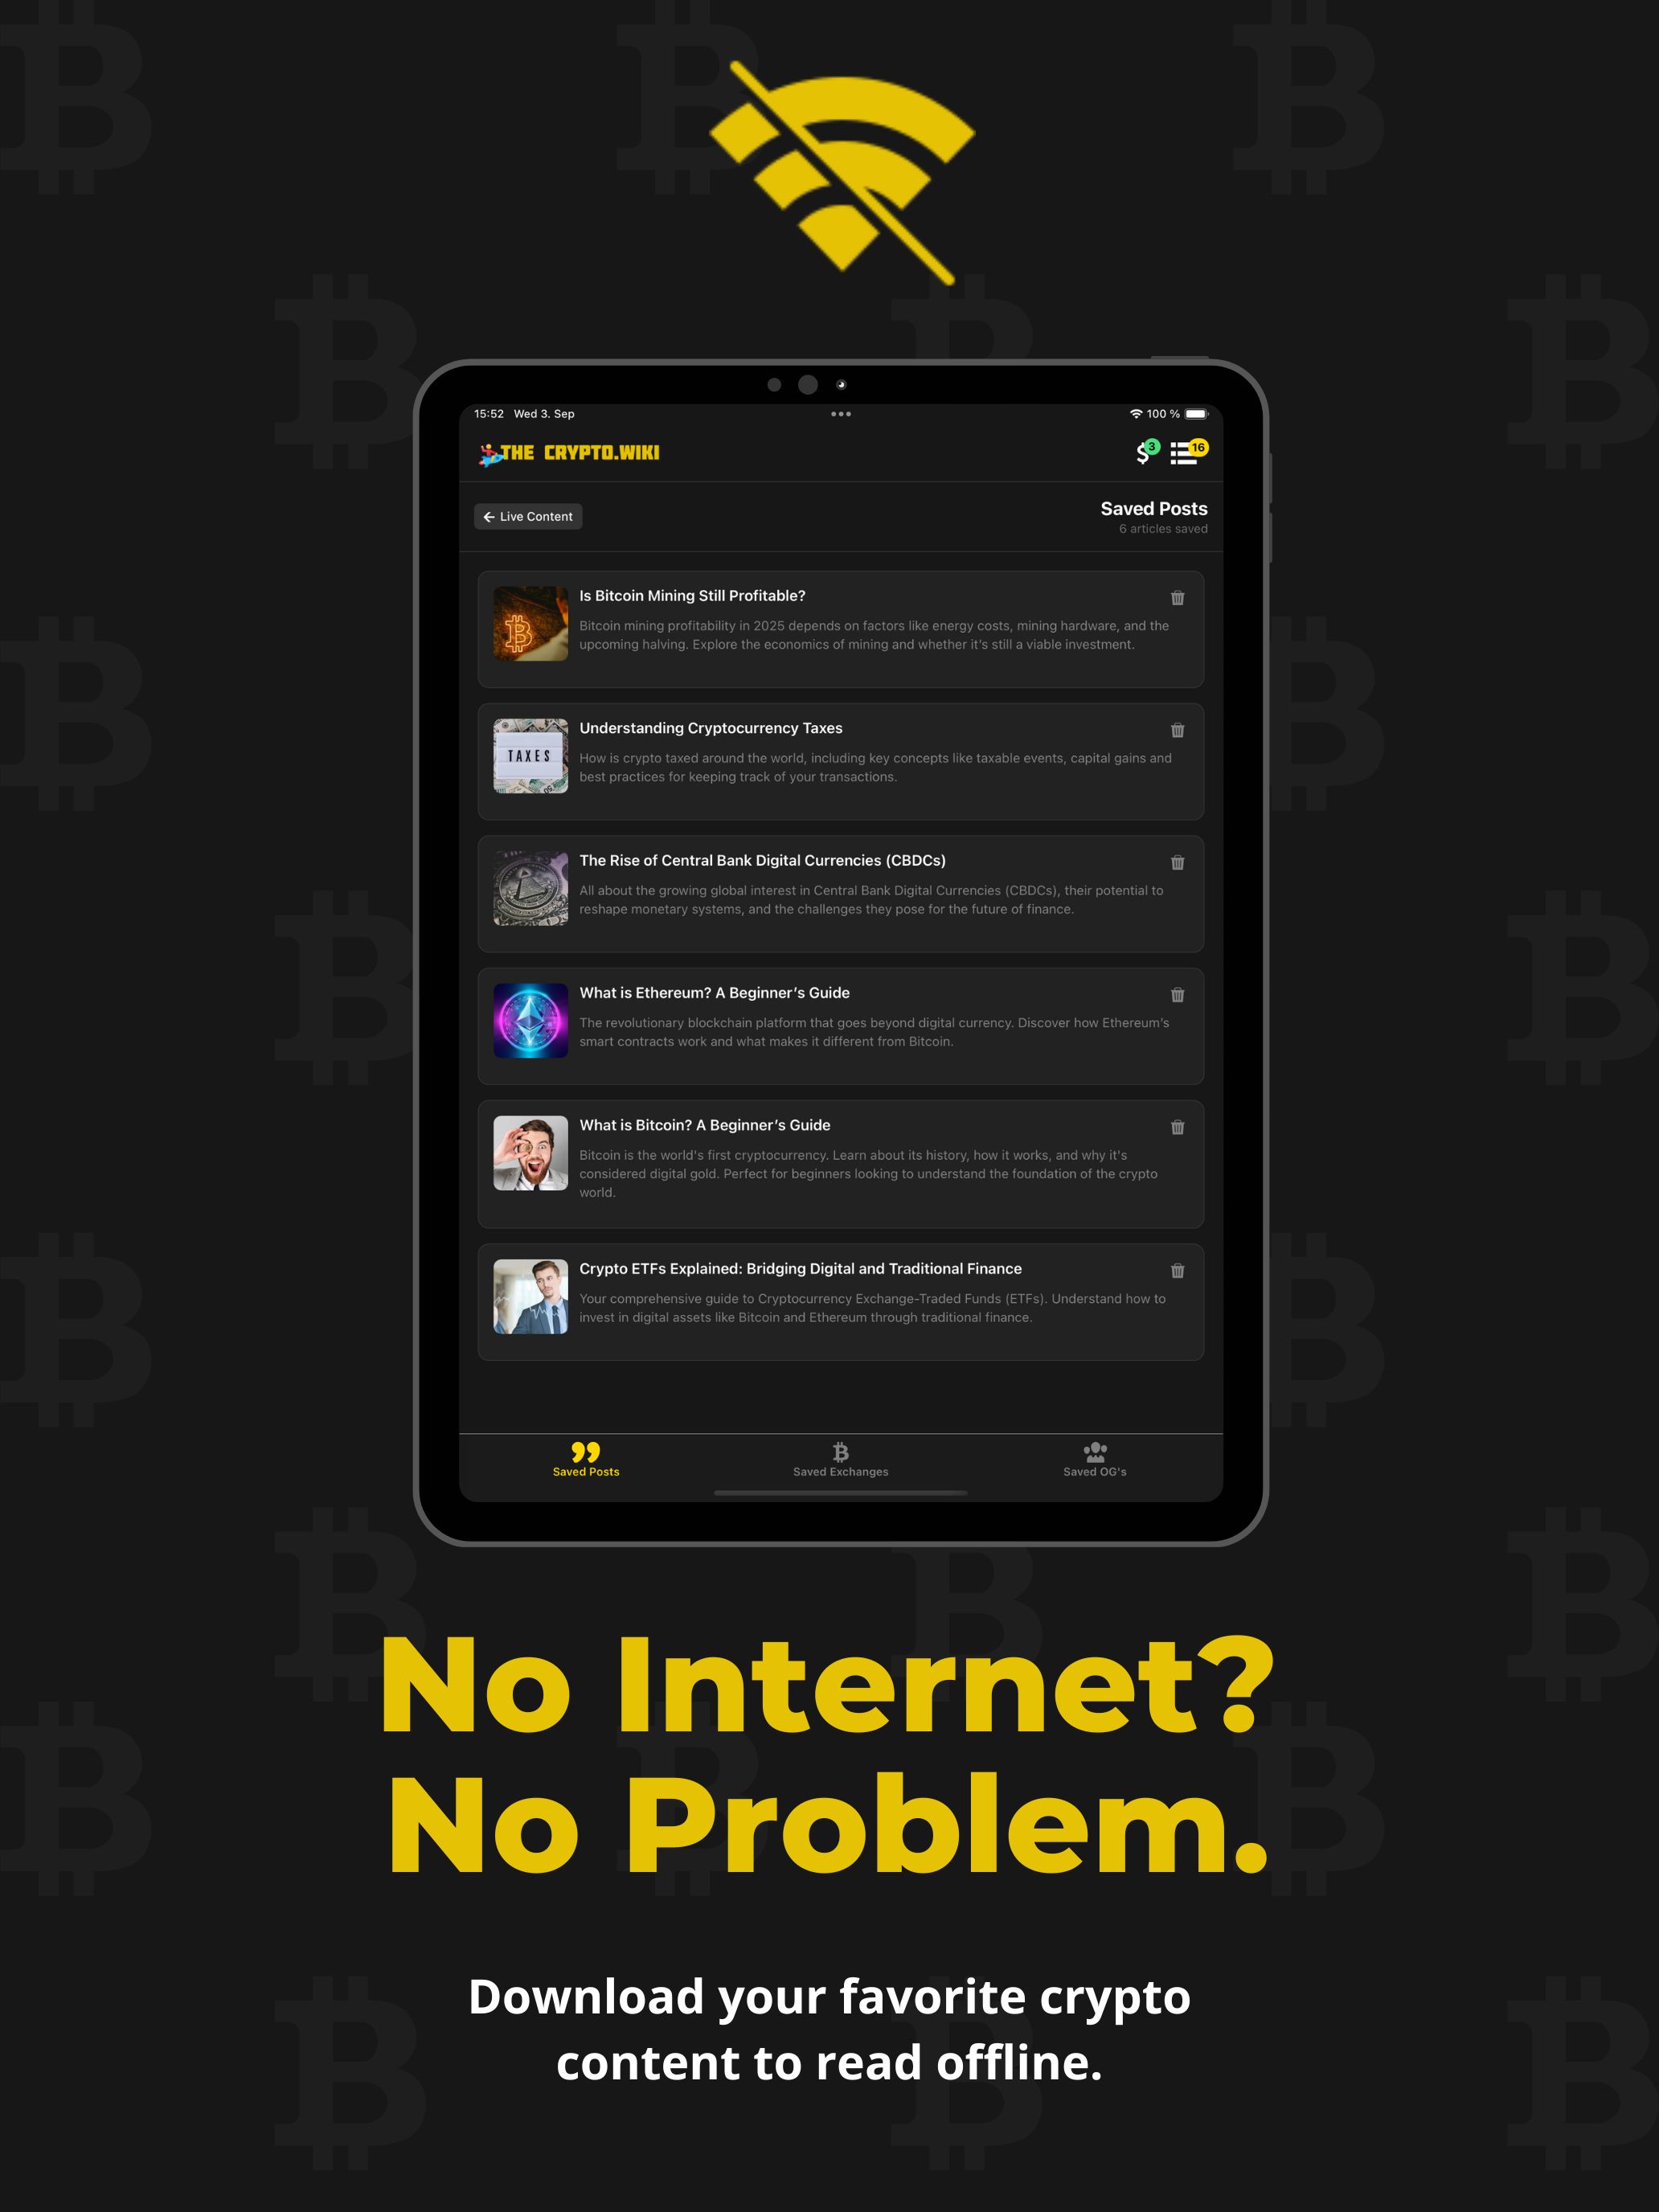 15:52 Wed 3. Sep
100 %
THE CRYPTO.WIKI
3
16
Live Content
Saved Posts
6 articles saved
Is Bitcoin Mining Still Profitable?
Bitcoin mining profitability in 2025 depends on factors like energy costs, mining hardware, and the
upcoming halving. Explore the economics of mining and whether it's still a viable investment.
TAXES
Understanding Cryptocurrency Taxes
How is crypto taxed around the world, including key concepts like taxable events, capital gains and
best practices for keeping track of your transactions.
The Rise of Central Bank Digital Currencies (CBDCs)
All about the growing global interest in Central Bank Digital Currencies (CBDCs), their potential to
reshape monetary systems, and the challenges they pose for the future of finance.
What is Ethereum? A Beginner’s Guide
The revolutionary blockchain platform that goes beyond digital currency. Discover how Ethereum’s
smart contracts work and what makes it different from Bitcoin.
What is Bitcoin? A Beginner’s Guide
Bitcoin is the world's first cryptocurrency. Learn about its history, how it works, and why it's
considered digital gold. Perfect for beginners looking to understand the foundation of the crypto
world.
Crypto ETFs Explained: Bridging Digital and Traditional Finance
Your comprehensive guide to Cryptocurrency Exchange-Traded Funds (ETFs). Understand how to
invest in digital assets like Bitcoin and Ethereum through traditional finance.
Saved Posts
Saved Exchanges
Saved OG's
No Internet?
No Problem.
Download your favorite crypto
content to read offline.